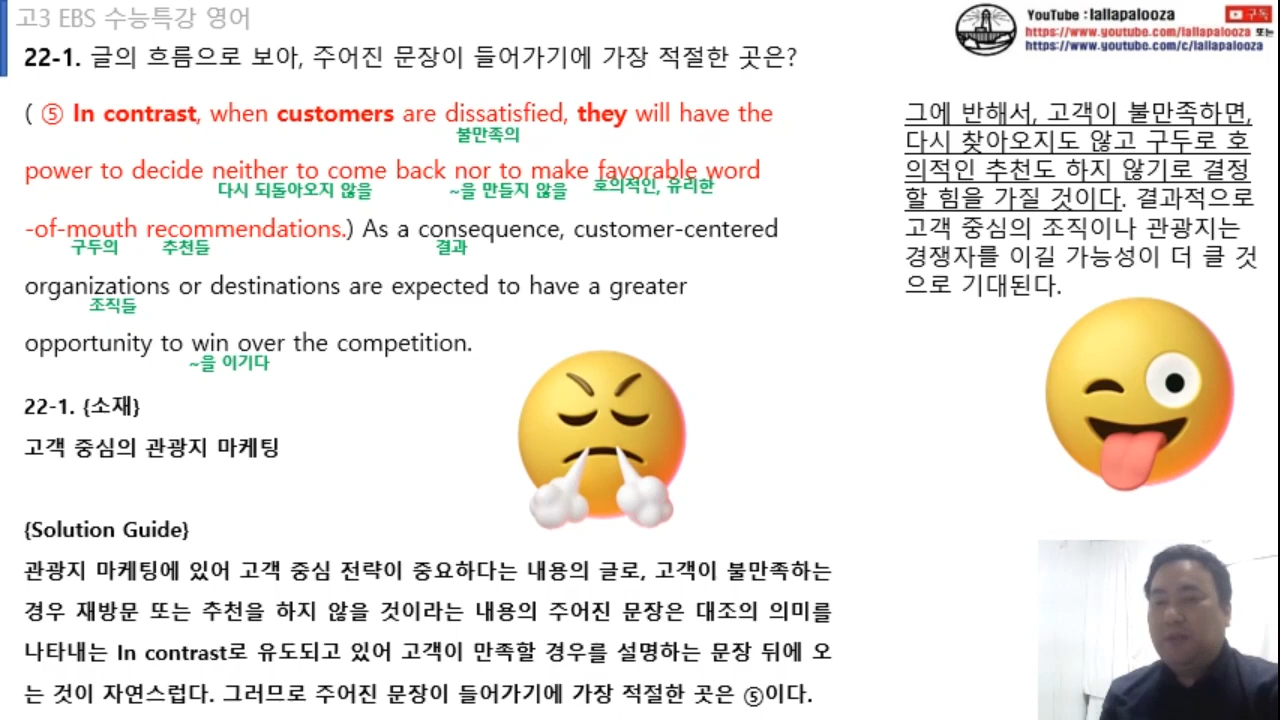 고3 EBS 수능특강 영어
YouTube : lallapalooza
구독
https://www.youtube.com/lallapalooza 또는
https://www.youtube.com/c/lallapalooza
22-1. 글의 흐름으로 보아, 주어진 문장이 들어가기에 가장 적절한 곳은?
( ⑤ In contrast, when customers are dissatisfied, they will have the
불만족의
power to decide neither to come back nor to make favorable word
다시 되돌아오지 않을 ~을 만들지 않을 호의적인, 유리한
-of-mouth recommendations.) As a consequence, customer-centered
구두의 추천들 결과
organizations or destinations are expected to have a greater
조직들
opportunity to win over the competition.
~을 이기다
그에 반해서, 고객이 불만족하면,
다시 찾아오지도 않고 구두로 호
의적인 추천도 하지 않기로 결정
할 힘을 가질 것이다. 결과적으로
고객 중심의 조직이나 관광지는
경쟁자를 이길 가능성이 더 클 것
으로 기대된다.
22-1. {소재}
고객 중심의 관광지 마케팅
{Solution Guide}
관광지 마케팅에 있어 고객 중심 전략이 중요하다는 내용의 글로, 고객이 불만족하는
경우 재방문 또는 추천을 하지 않을 것이라는 내용의 주어진 문장은 대조의 의미를
나타내는 In contrast로 유도되고 있어 고객이 만족할 경우를 설명하는 문장 뒤에 오
는 것이 자연스럽다. 그러므로 주어진 문장이 들어가기에 가장 적절한 곳은 ⑤이다.